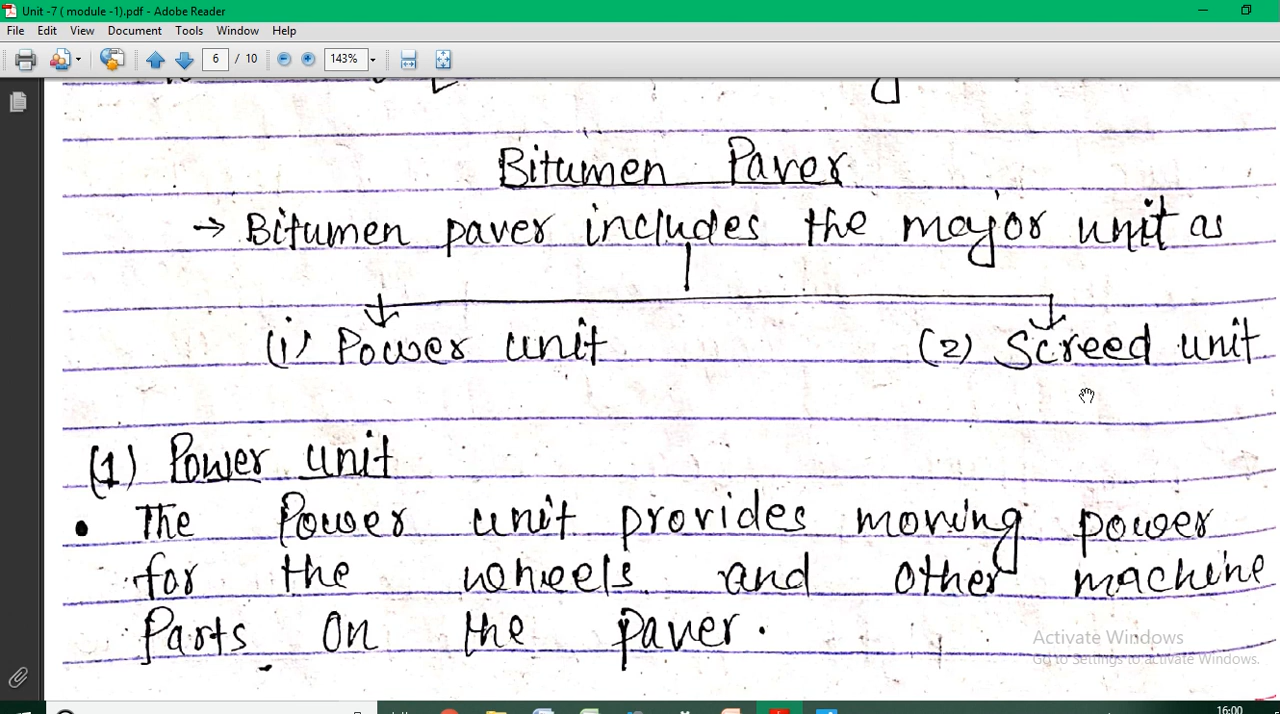 Unit -7 ( module -1).pdf - Adobe Reader
File Edit View Document Tools Window Help
6 / 10 143%
Bitumen Paver
→ Bitumen paver includes the major unit as
(i) Power unit (2) Screed unit
(1) Power unit
• The Power unit provides moving power
for the wheels and other machine
Parts on the paver.
Activate Windows
Go to Settings to activate Windows.
16:00